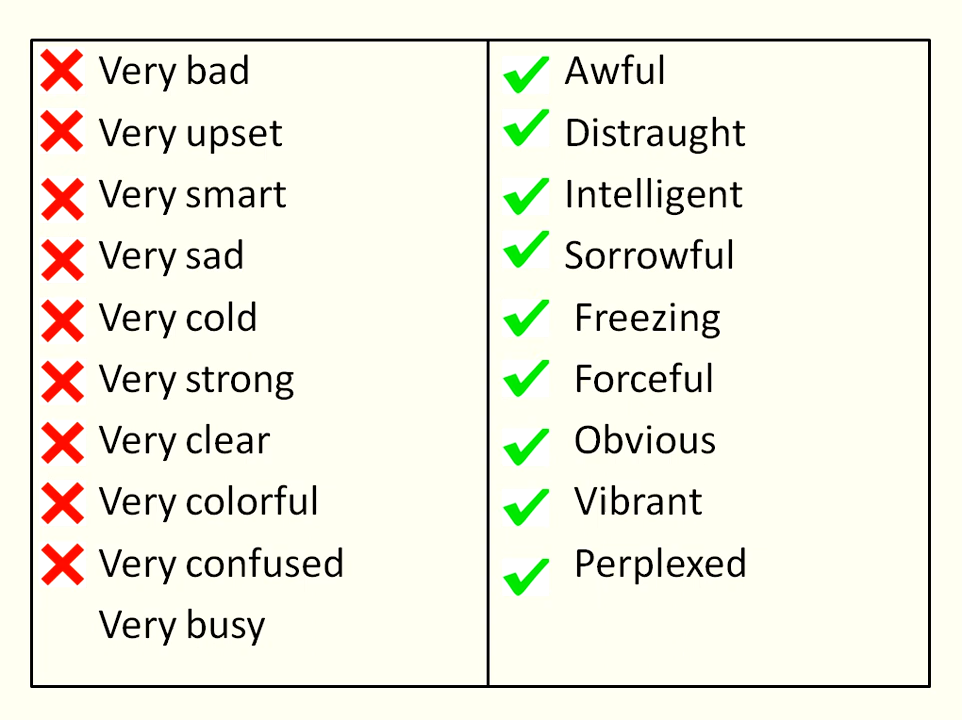 Very bad
Very upset
Very smart
Very sad
Very cold
Very strong
Very clear
Very colorful
Very confused
Very busy
Awful
Distraught
Intelligent
Sorrowful
Freezing
Forceful
Obvious
Vibrant
Perplexed